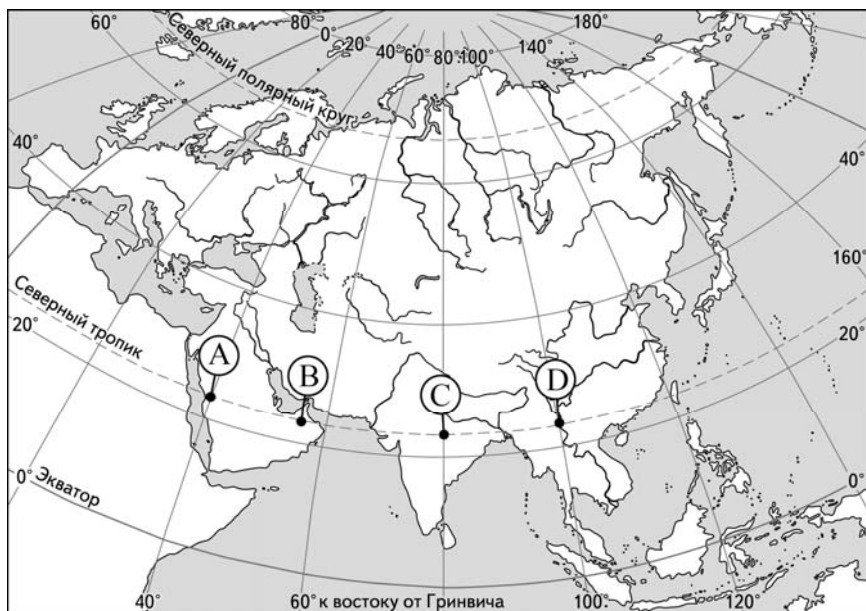 60° 80° 0° 20° 40° 60° 80° 100° 140° 180°
Северный полярный круг
40° 40°
160°
Северный тропик
20° 20°
A
B
C
D
0° 0°
Экватор
40° 60° к востоку от Гринвича 100° 120°